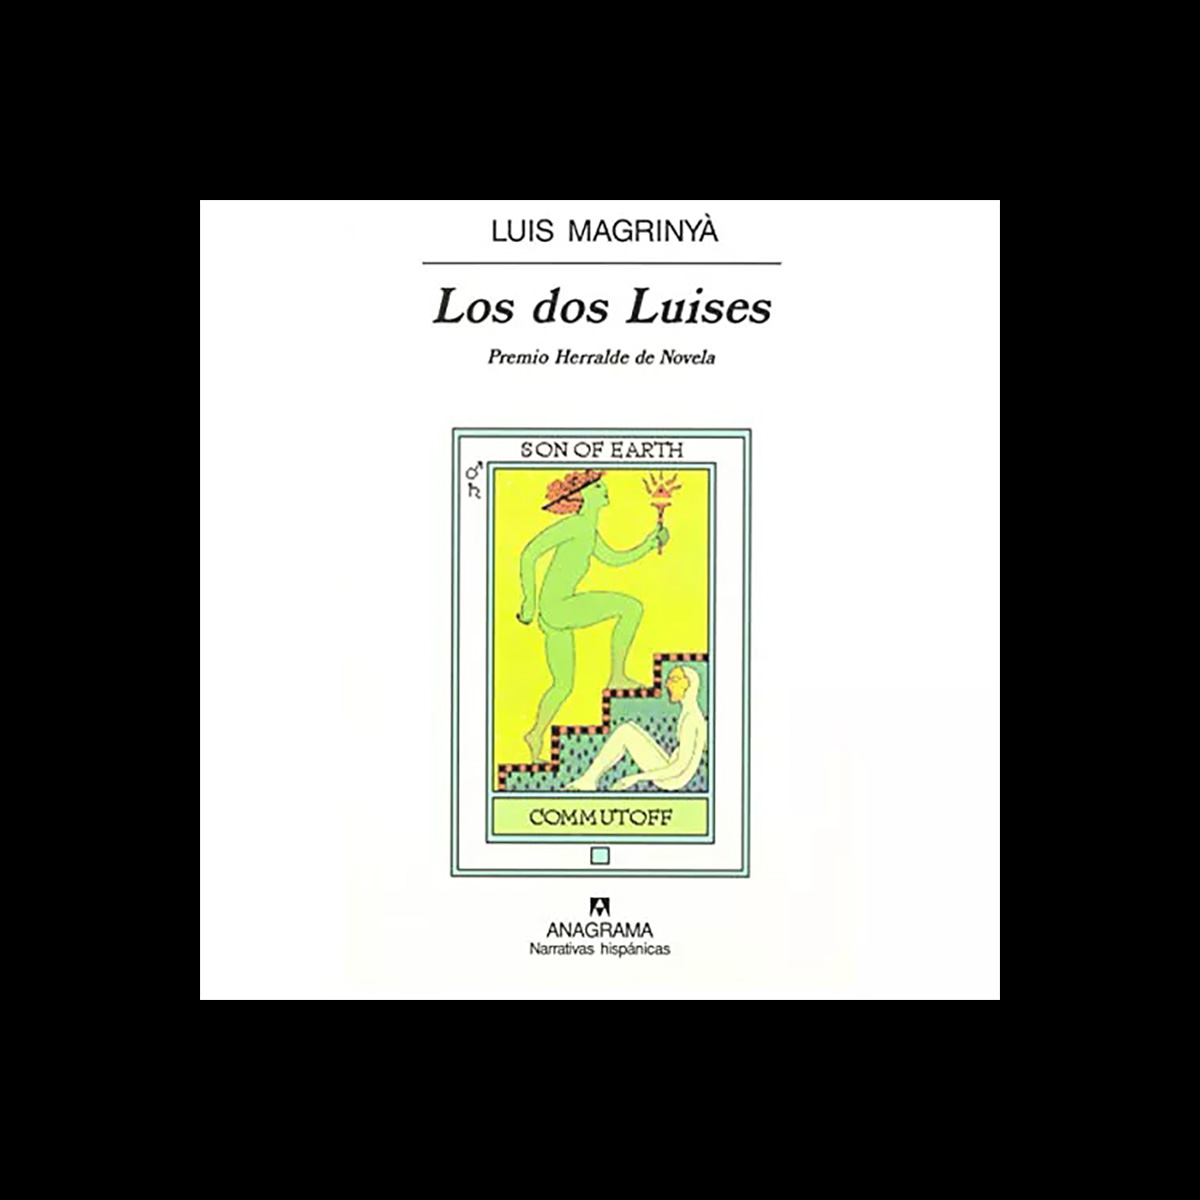 LUIS MAGRINYÀ
Los dos Luises
Premio Herralde de Novela
SON OF EARTH
COMMUTOFF
ANAGRAMA
Narrativas hispánicas